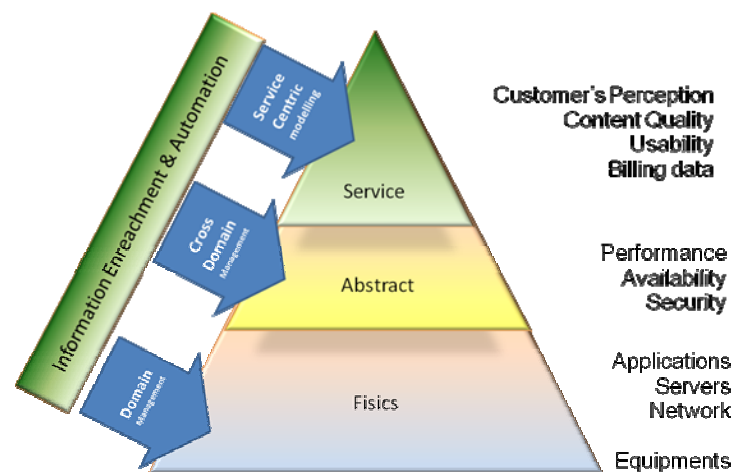 Information Enreachment & Automation
Service
Centric
modelling
Cross
Domain
Management
Domain
Management
Service
Abstract
Fisics
Customer's Perception
Content Quality
Usability
Billing data
Performance
Availability
Security
Applications
Servers
Network
Equipments